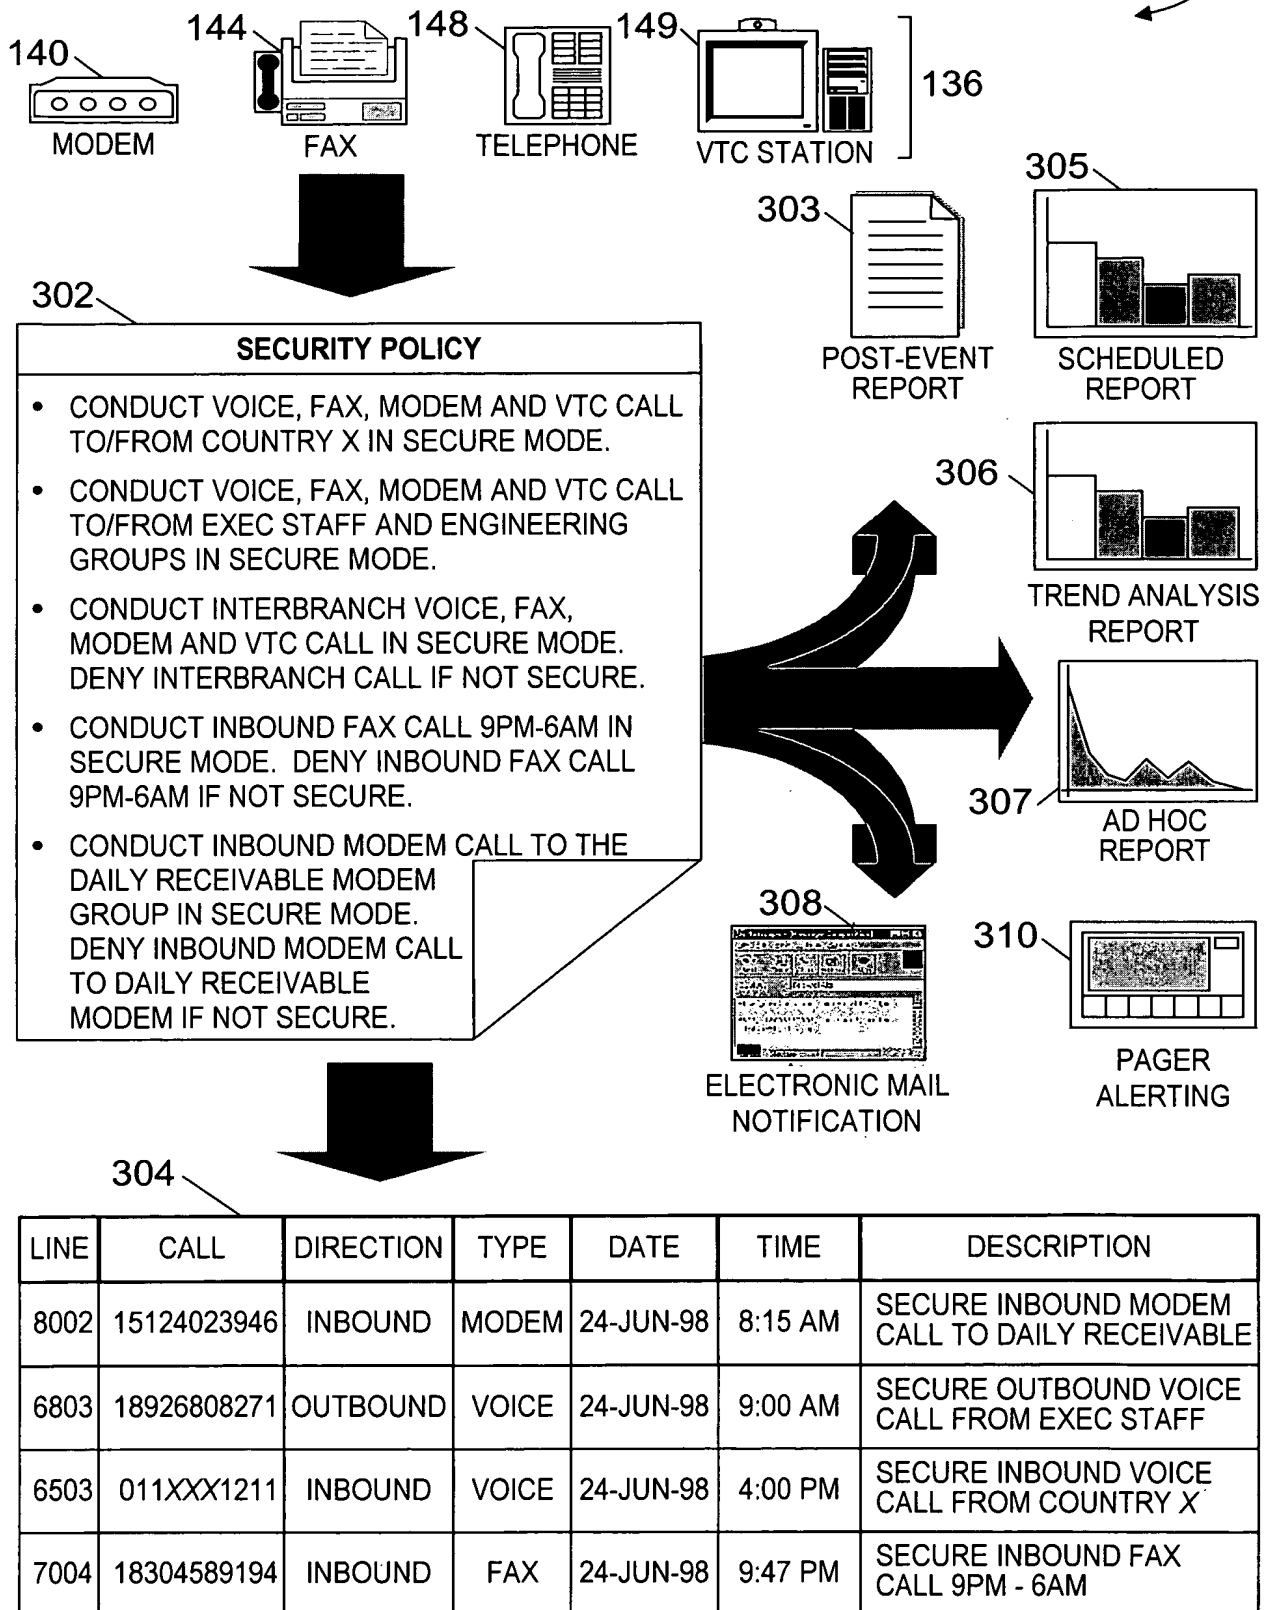 140
144
148
149
136
MODEM
FAX
TELEPHONE
VTC STATION
303
305
POST-EVENT
REPORT
SCHEDULED
REPORT
302
SECURITY POLICY
• CONDUCT VOICE, FAX, MODEM AND VTC CALL
TO/FROM COUNTRY X IN SECURE MODE.
• CONDUCT VOICE, FAX, MODEM AND VTC CALL
TO/FROM EXEC STAFF AND ENGINEERING
GROUPS IN SECURE MODE.
• CONDUCT INTERBRANCH VOICE, FAX,
MODEM AND VTC CALL IN SECURE MODE.
DENY INTERBRANCH CALL IF NOT SECURE.
• CONDUCT INBOUND FAX CALL 9PM-6AM IN
SECURE MODE. DENY INBOUND FAX CALL
9PM-6AM IF NOT SECURE.
• CONDUCT INBOUND MODEM CALL TO THE
DAILY RECEIVABLE MODEM
GROUP IN SECURE MODE.
DENY INBOUND MODEM CALL
TO DAILY RECEIVABLE
MODEM IF NOT SECURE.
306
TREND ANALYSIS
REPORT
307
AD HOC
REPORT
308
ELECTRONIC MAIL
NOTIFICATION
310
PAGER
ALERTING
304
LINE CALL DIRECTION TYPE DATE TIME DESCRIPTION
8002 15124023946 INBOUND MODEM 24-JUN-98 8:15 AM SECURE INBOUND MODEM
CALL TO DAILY RECEIVABLE
6803 18926808271 OUTBOUND VOICE 24-JUN-98 9:00 AM SECURE OUTBOUND VOICE
CALL FROM EXEC STAFF
6503 011XXX1211 INBOUND VOICE 24-JUN-98 4:00 PM SECURE INBOUND VOICE
CALL FROM COUNTRY X
7004 18304589194 INBOUND FAX 24-JUN-98 9:47 PM SECURE INBOUND FAX
CALL 9PM - 6AM